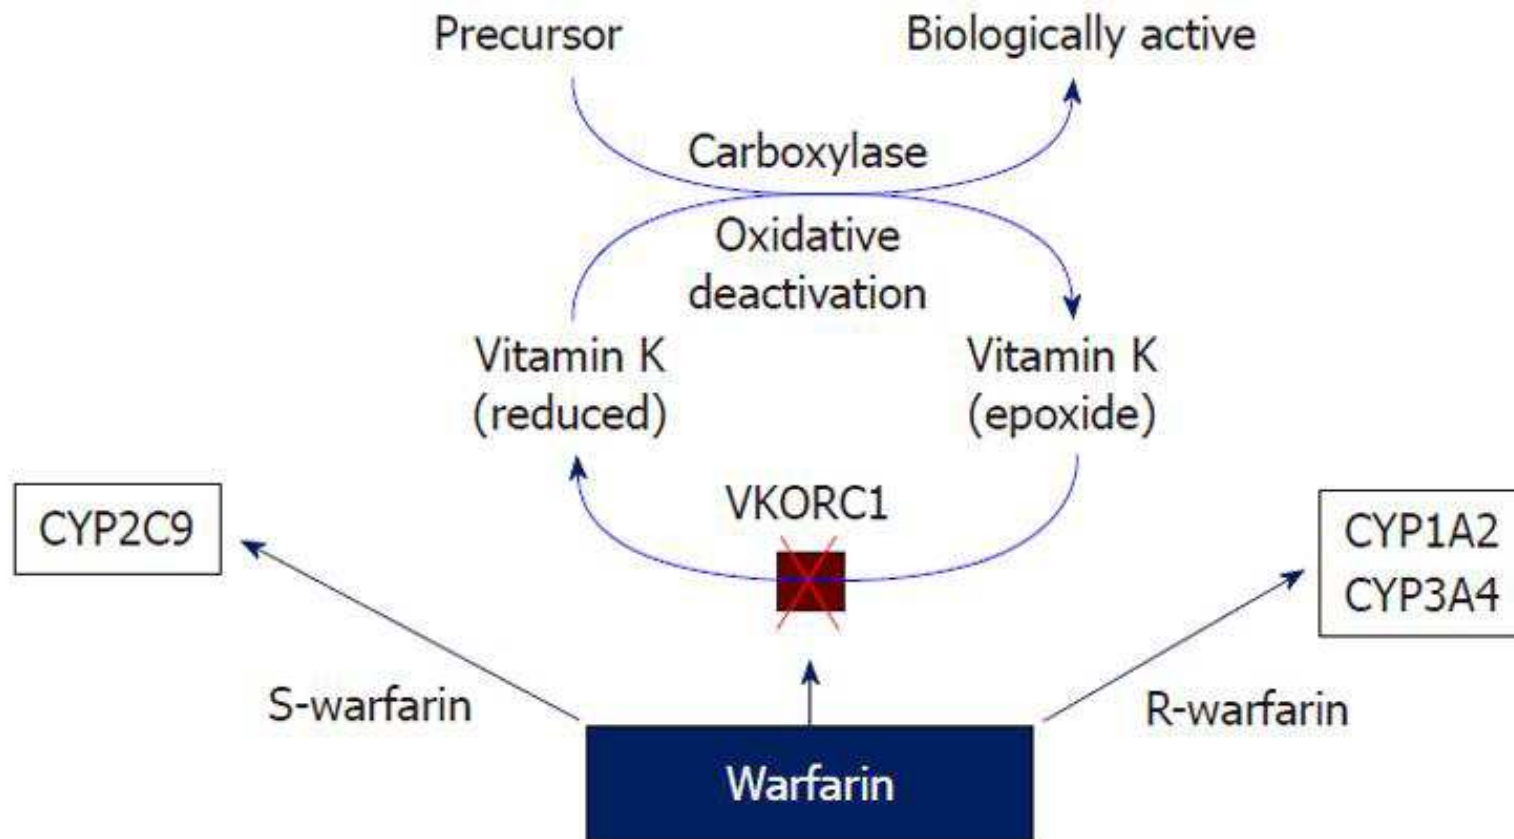 Precursor
Biologically active
Carboxylase
Oxidative
deactivation
Vitamin K
(reduced)
Vitamin K
(epoxide)
VKORC1
CYP2C9
CYP1A2
CYP3A4
S-warfarin
R-warfarin
Warfarin